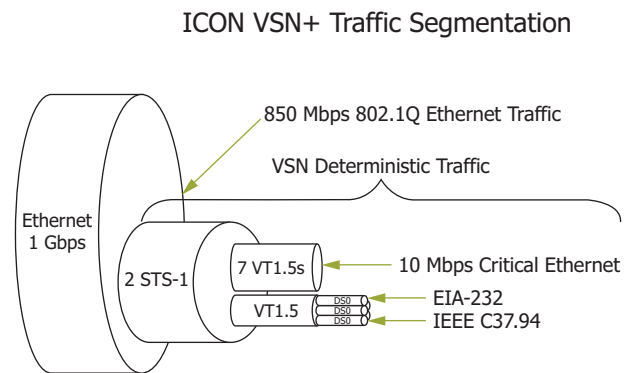 ICON VSN+ Traffic Segmentation
850 Mbps 802.1Q Ethernet Traffic
VSN Deterministic Traffic
Ethernet
1 Gbps
2 STS-1
7 VT1.5s
10 Mbps Critical Ethernet
VT1.5
DS0
DS0
DS0
EIA-232
IEEE C37.94